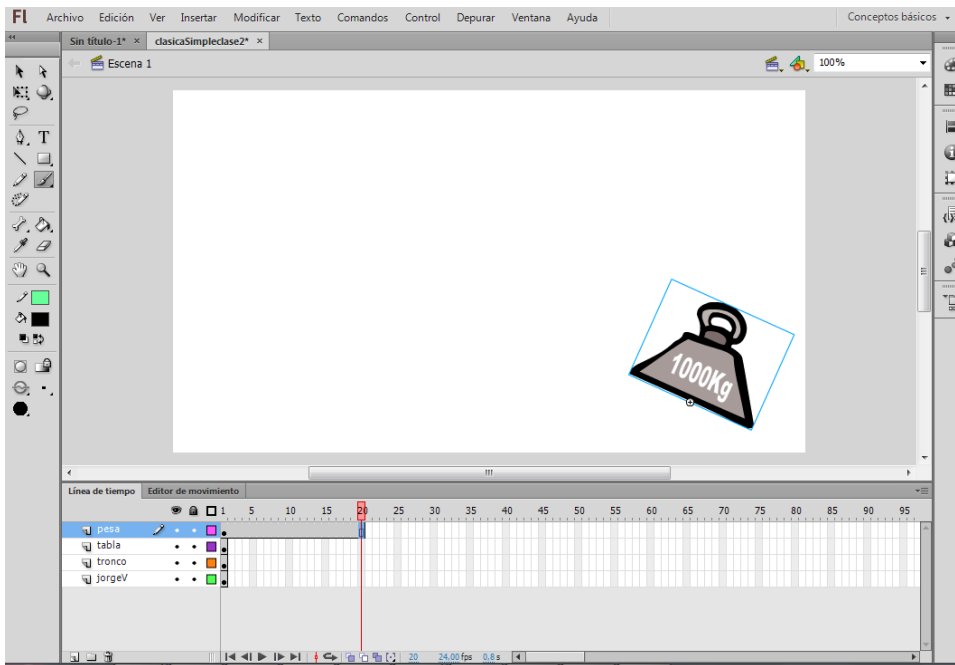 Fl Archivo Edición Ver Insertar Modificar Texto Comandos Control Depurar Ventana Ayuda Conceptos básicos
Sin título-1* × clasicaSimpleclase2* ×
Escena 1 100%
T
1000Kg
Línea de tiempo Editor de movimiento
1 5 10 15 20 25 30 35 40 45 50 55 60 65 70 75 80 85 90 95
pesa
tabla
tronco
jorgeV
20 24,00 fps 0,8 s